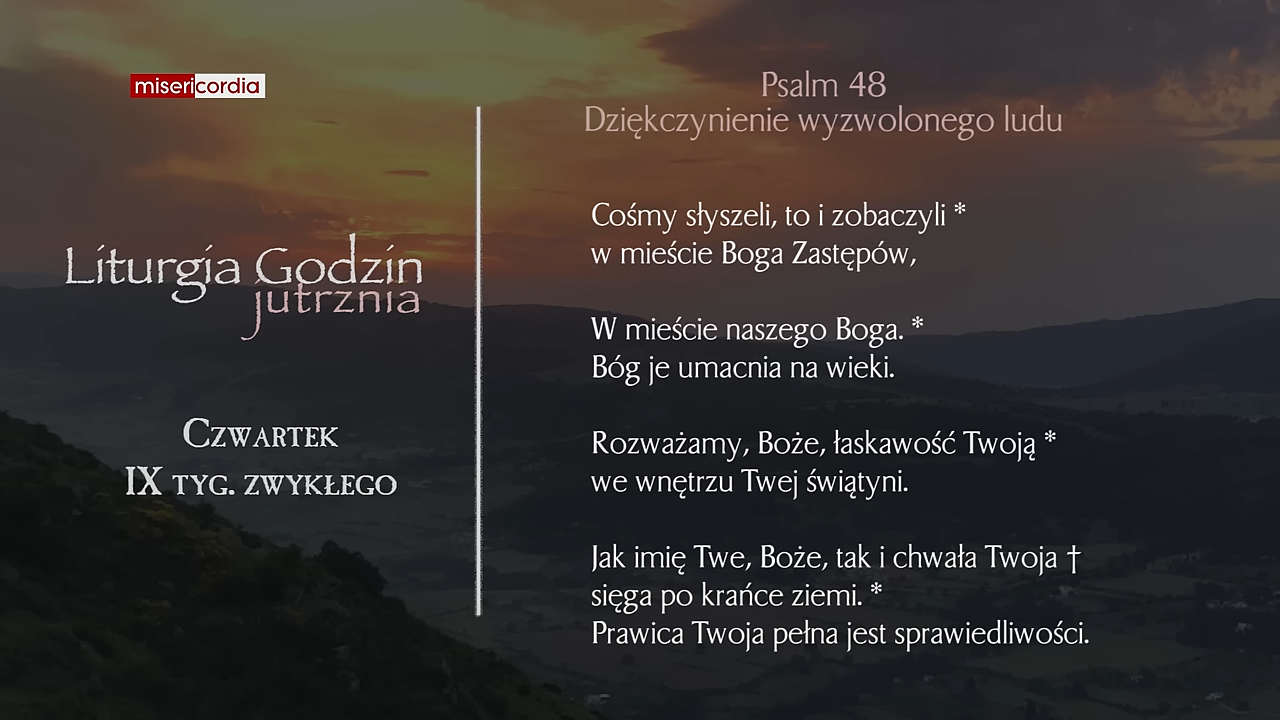 misericordia
Liturgia Godzin
jutrznia
Czwartek
IX tyg. zwykłego
Psalm 48
Dziękczynienie wyzwolonego ludu
Cośmy słyszeli, to i zobaczyli *
w mieście Boga Zastępów,
W mieście naszego Boga. *
Bóg je umacnia na wieki.
Rozważamy, Boże, łaskawość Twoją *
we wnętrzu Twej świątyni.
Jak imię Twe, Boże, tak i chwała Twoja †
sięga po krańce ziemi. *
Prawica Twoja pełna jest sprawiedliwości.